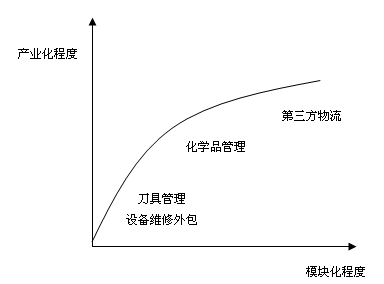 产业化程度
第三方物流
化学品管理
刀具管理
设备维修外包
模块化程度